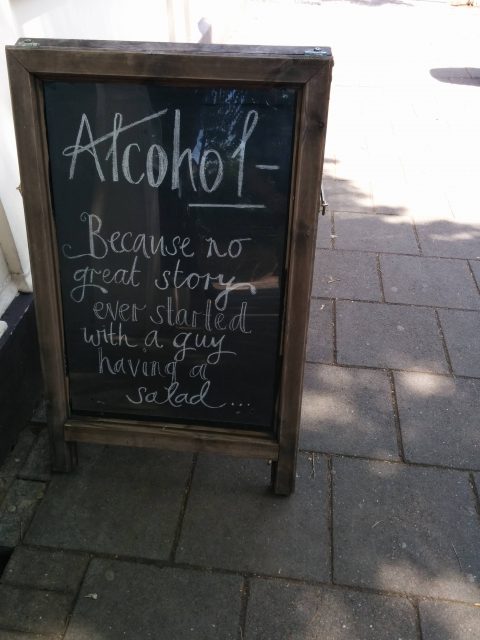 Alcohol -
Because no
great story
ever started
with a guy
having a
salad...